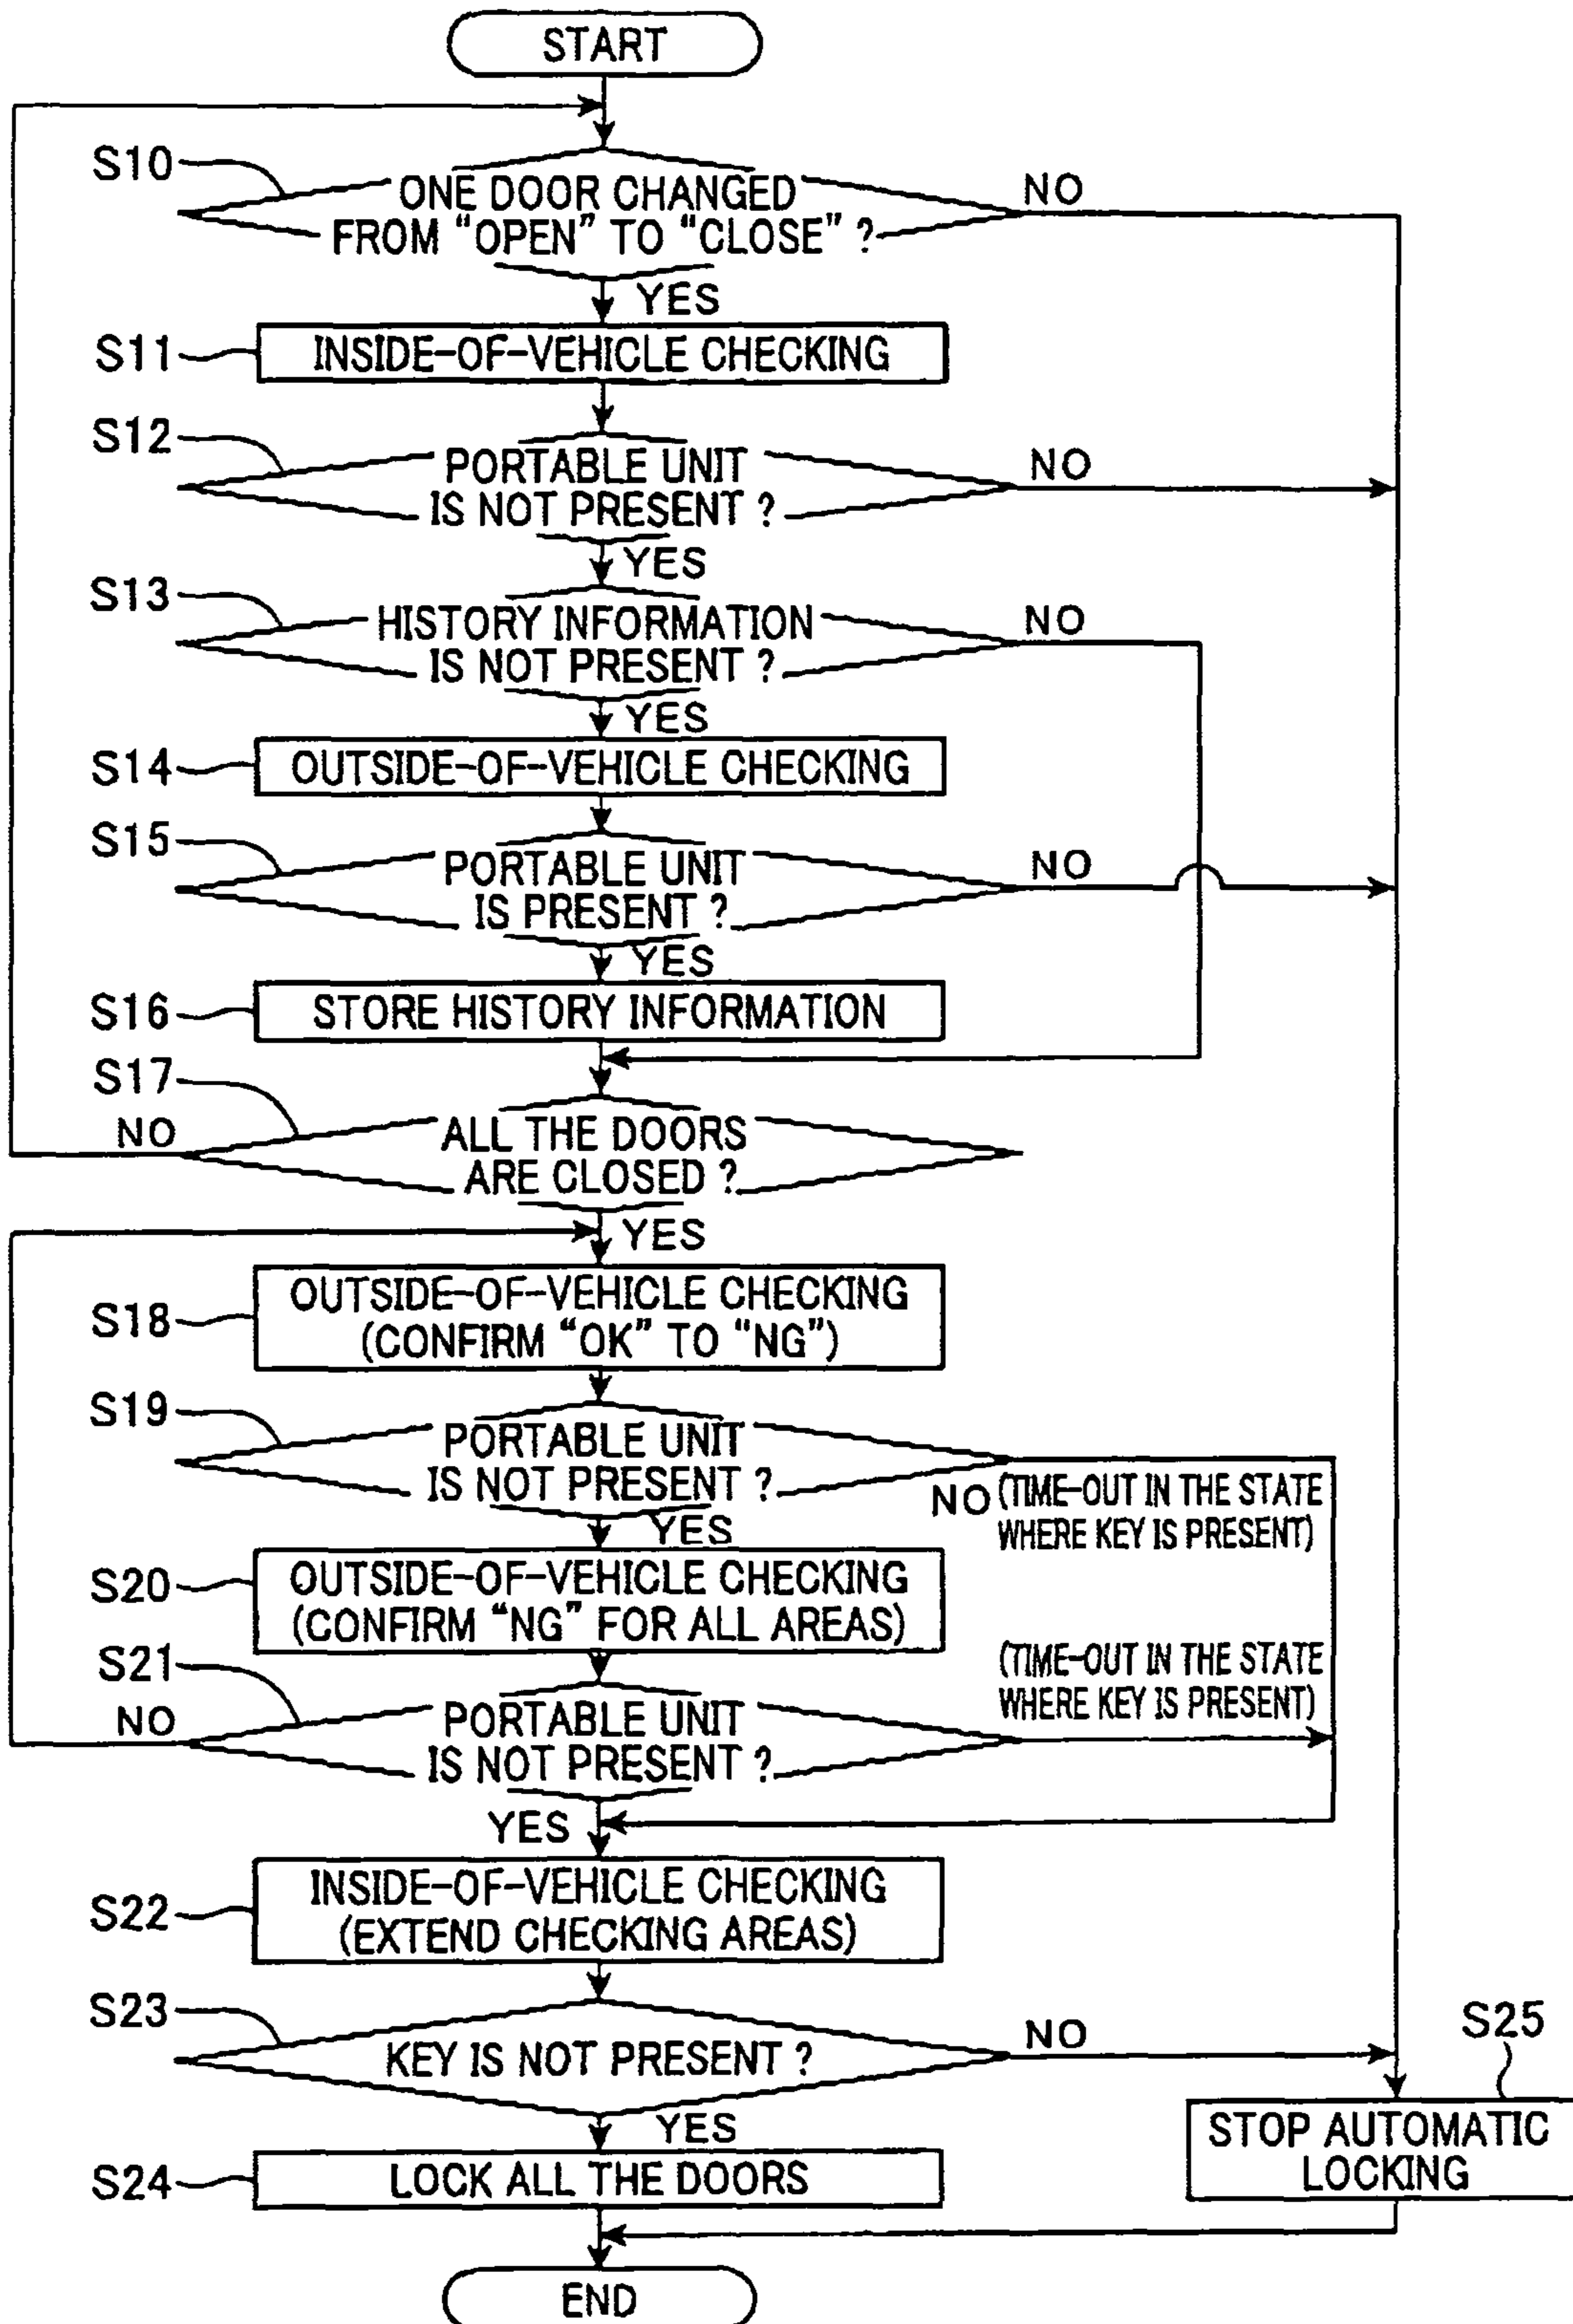 START
S10
ONE DOOR CHANGED
FROM “OPEN” TO “CLOSE” ?
NO
YES
S11
INSIDE-OF-VEHICLE CHECKING
S12
PORTABLE UNIT
IS NOT PRESENT ?
NO
YES
S13
HISTORY INFORMATION
IS NOT PRESENT ?
NO
YES
S14
OUTSIDE-OF-VEHICLE CHECKING
S15
PORTABLE UNIT
IS PRESENT ?
NO
YES
S16
STORE HISTORY INFORMATION
S17
NO
ALL THE DOORS
ARE CLOSED ?
YES
S18
OUTSIDE-OF-VEHICLE CHECKING
(CONFIRM “OK” TO “NG”)
S19
PORTABLE UNIT
IS NOT PRESENT ?
NO (TIME-OUT IN THE STATE
WHERE KEY IS PRESENT)
YES
S20
OUTSIDE-OF-VEHICLE CHECKING
(CONFIRM “NG” FOR ALL AREAS)
S21
NO
PORTABLE UNIT
IS NOT PRESENT ?
(TIME-OUT IN THE STATE
WHERE KEY IS PRESENT)
YES
S22
INSIDE-OF-VEHICLE CHECKING
(EXTEND CHECKING AREAS)
S23
KEY IS NOT PRESENT ?
NO
YES
S24
LOCK ALL THE DOORS
S25
STOP AUTOMATIC
LOCKING
END